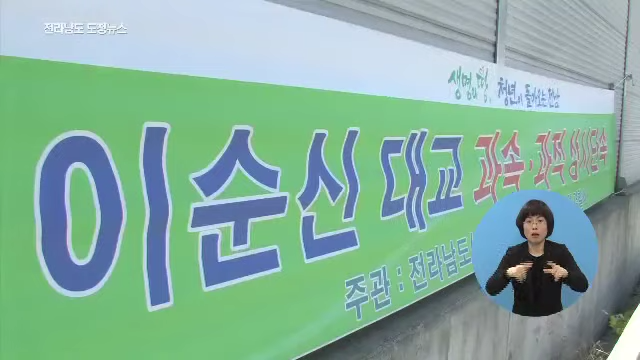 전라남도 도정뉴스
생명의 땅, 청년이 돌아오는 전남
이순신 대교 과속·과적 상시단속
주관 : 전라남도